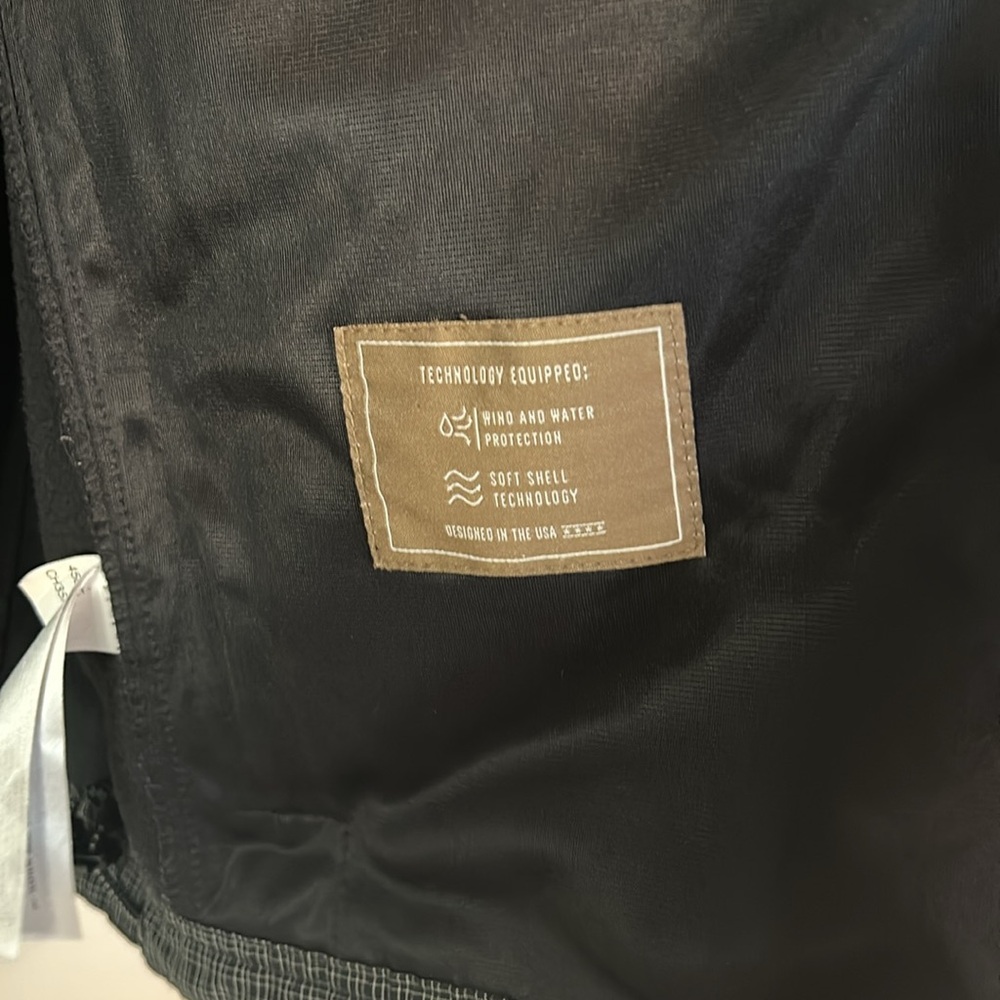 TECHNOLOGY EQUIPPED:
WIND AND WATER
PROTECTION
SOFT SHELL
TECHNOLOGY
DESIGNED IN THE USA